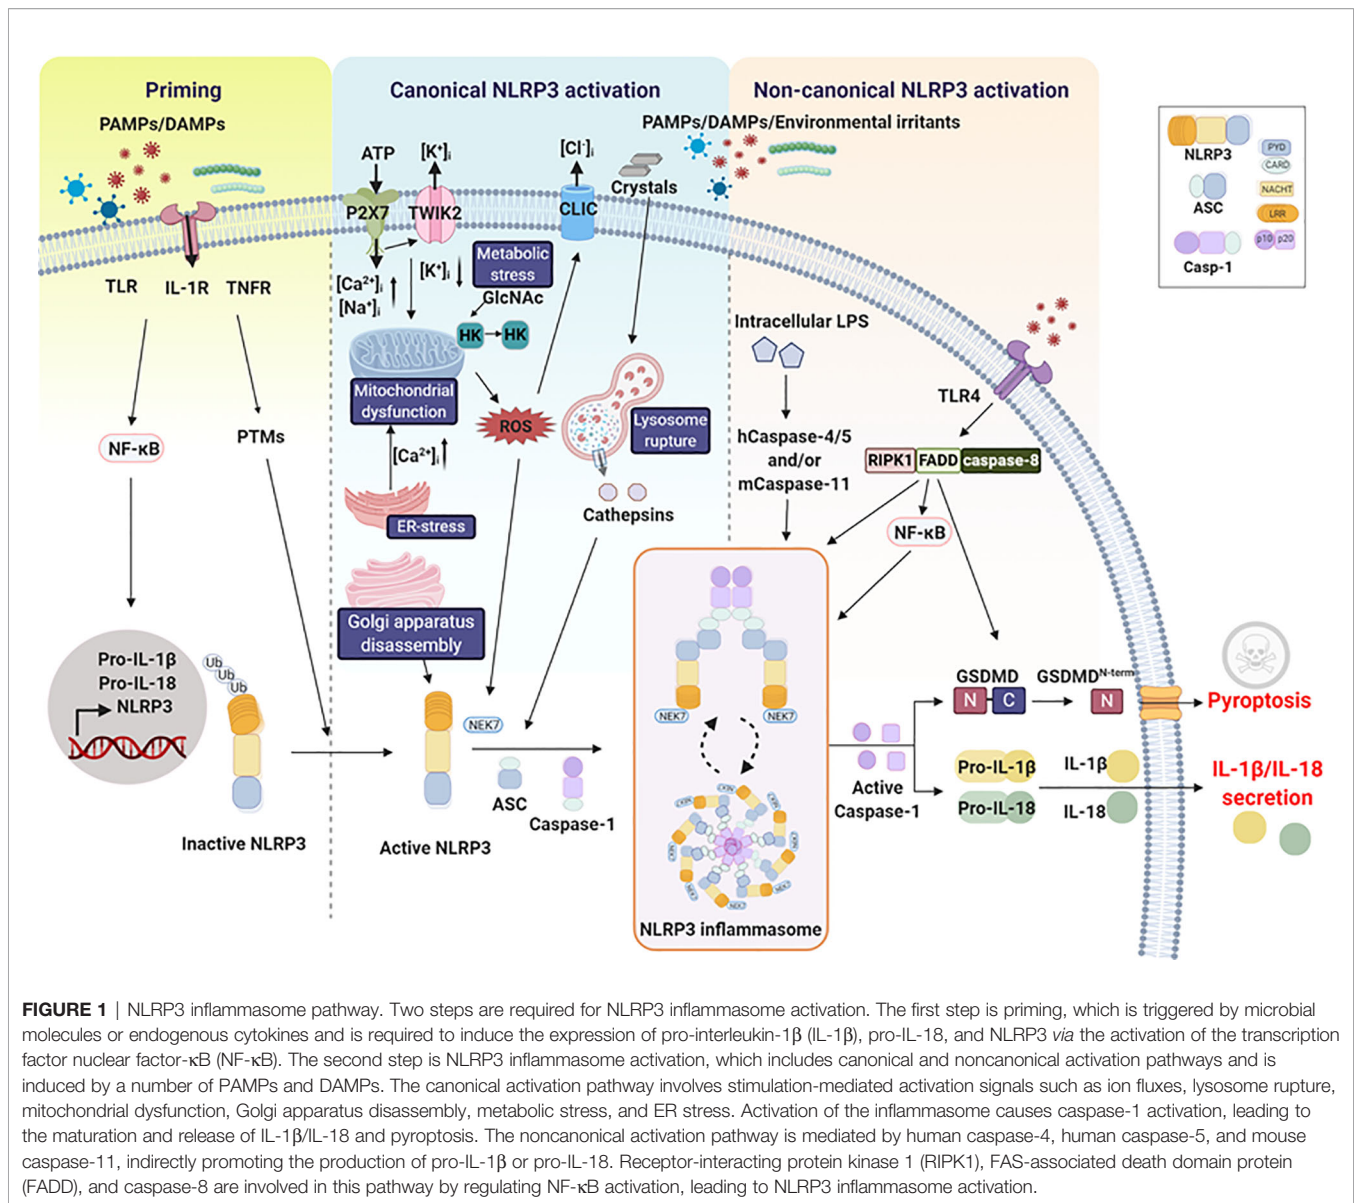 Priming
PAMPs/DAMPs
TLR
IL-1R
TNFR
NF-κB
PTMs
Pro-IL-1β
Pro-IL-18
NLRP3
Ub
Ub
Ub
Inactive NLRP3
Canonical NLRP3 activation
ATP
[K⁺]ᵢ
[Cl⁻]ᵢ
Crystals
P2X7
TWIK2
CLIC
[Ca²⁺]ᵢ
[Na⁺]ᵢ
[K⁺]ᵢ
Metabolic
stress
GlcNAc
HK
HK
Mitochondrial
dysfunction
ROS
Lysosome
rupture
[Ca²⁺]ᵢ
ER-stress
Cathepsins
Golgi apparatus
disassembly
NEK7
ASC
Caspase-1
Active NLRP3
Non-canonical NLRP3 activation
PAMPs/DAMPs/Environmental irritants
Intracellular LPS
hCaspase-4/5
and/or
mCaspase-11
TLR4
RIPK1
FADD
caspase-8
NF-κB
NEK7
NEK7
NEK7
NEK7
NEK7
NEK7
NEK7
NEK7
NEK7
NLRP3 inflammasome
Active
Caspase-1
GSDMD
N
C
GSDMD^N-term
N
Pyroptosis
Pro-IL-1β
IL-1β
Pro-IL-18
IL-18
IL-1β/IL-18
secretion
NLRP3
ASC
Casp-1
PYD
CARD
NACHT
LRR
p10
p20
FIGURE 1 | NLRP3 inflammasome pathway. Two steps are required for NLRP3 inflammasome activation. The first step is priming, which is triggered by microbial
molecules or endogenous cytokines and is required to induce the expression of pro-interleukin-1β (IL-1β), pro-IL-18, and NLRP3 via the activation of the transcription
factor nuclear factor-κB (NF-κB). The second step is NLRP3 inflammasome activation, which includes canonical and noncanonical activation pathways and is
induced by a number of PAMPs and DAMPs. The canonical activation pathway involves stimulation-mediated activation signals such as ion fluxes, lysosome rupture,
mitochondrial dysfunction, Golgi apparatus disassembly, metabolic stress, and ER stress. Activation of the inflammasome causes caspase-1 activation, leading to
the maturation and release of IL-1β/IL-18 and pyroptosis. The noncanonical activation pathway is mediated by human caspase-4, human caspase-5, and mouse
caspase-11, indirectly promoting the production of pro-IL-1β or pro-IL-18. Receptor-interacting protein kinase 1 (RIPK1), FAS-associated death domain protein
(FADD), and caspase-8 are involved in this pathway by regulating NF-κB activation, leading to NLRP3 inflammasome activation.